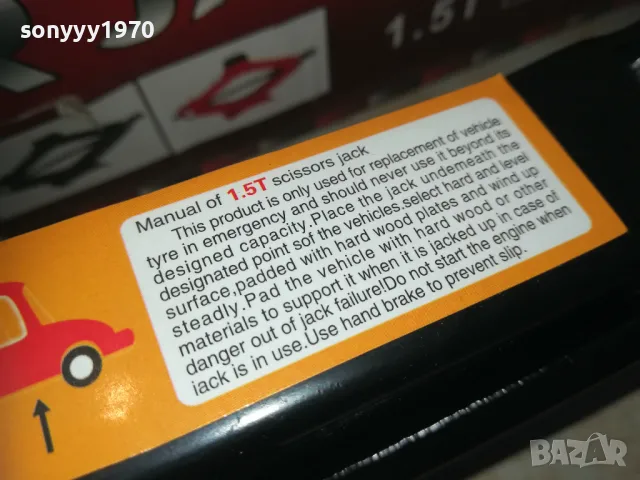 sonyyy1970
1.5T
Manual of 1.5T scissors jack
This product is only used for replacement of vehicle
tyre in emergency and should never use it beyond its
designed capacity.Place the jack underneath the
designated point sof the vehicles.select hard and level
surface,padded with hard wood plates and wind up
steadly.Pad the vehicle with hard wood or other
materials to support it when it is jacked up in case of
danger out of jack failure!Do not start the engine when
jack is in use.Use hand brake to prevent slip.
BAZAR